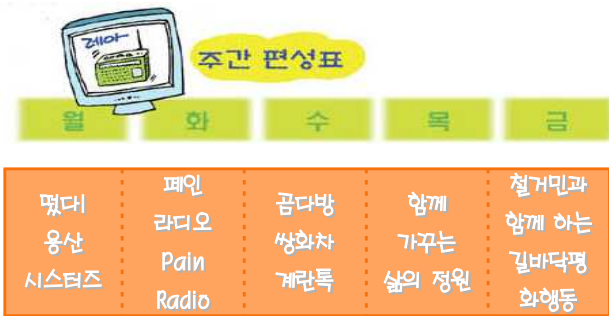 레아
주간 편성표
월 화 수 목 금
떴다!
용산
시스터즈
폐인
라디오
Pain
Radio
곰다방
쌍화차
계란톡
함께
가꾸는
삶의 정원
철거민과
함께 하는
길바닥평
화행동